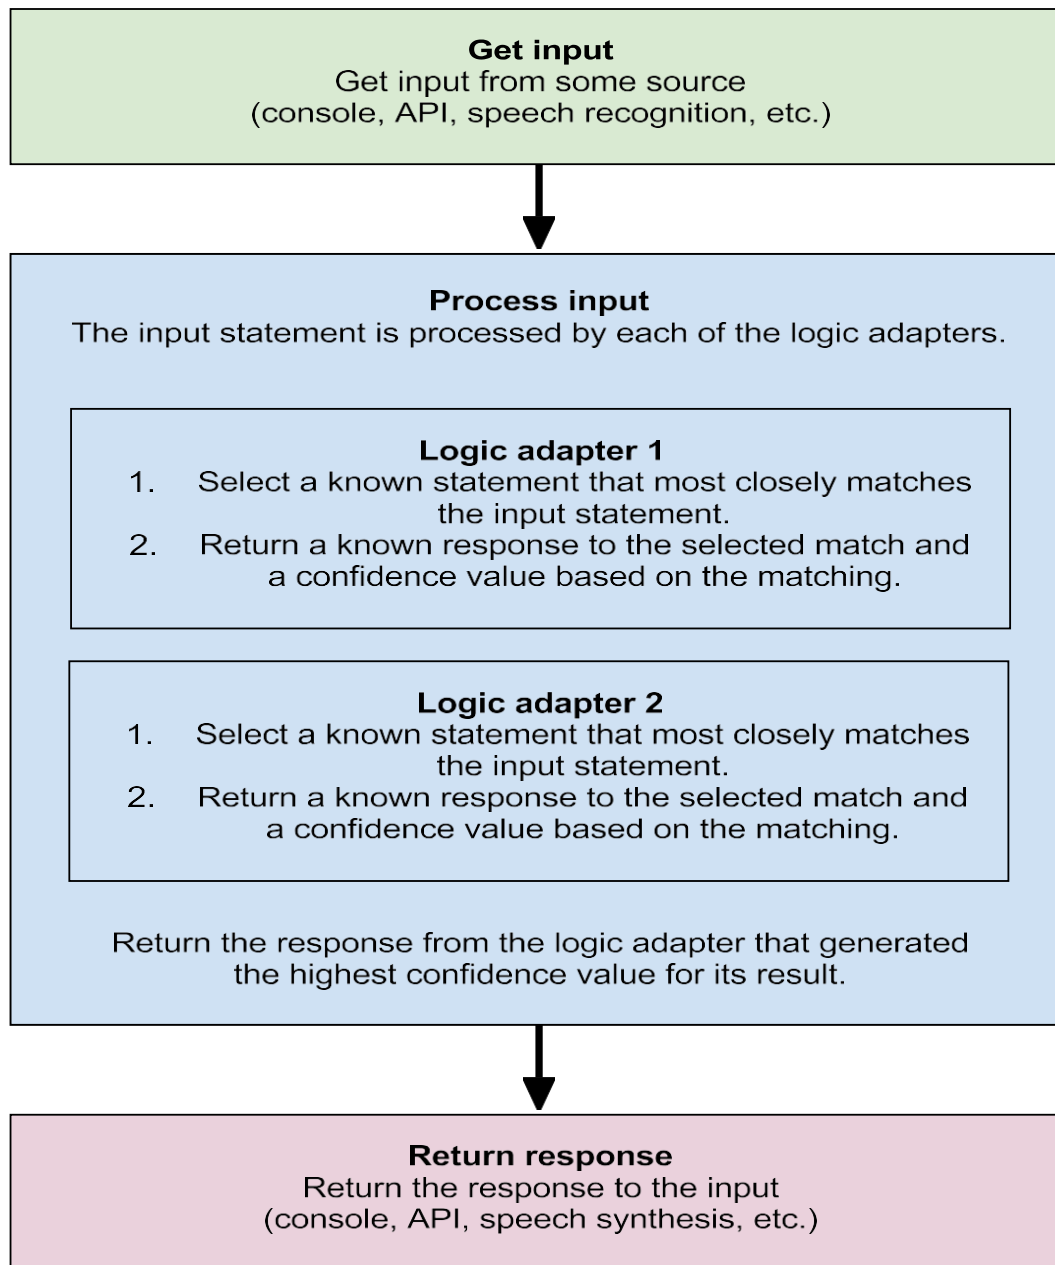 Get input
Get input from some source
(console, API, speech recognition, etc.)
Process input
The input statement is processed by each of the logic adapters.
Logic adapter 1
1. Select a known statement that most closely matches
the input statement.
2. Return a known response to the selected match and
a confidence value based on the matching.
Logic adapter 2
1. Select a known statement that most closely matches
the input statement.
2. Return a known response to the selected match and
a confidence value based on the matching.
Return the response from the logic adapter that generated
the highest confidence value for its result.
Return response
Return the response to the input
(console, API, speech synthesis, etc.)